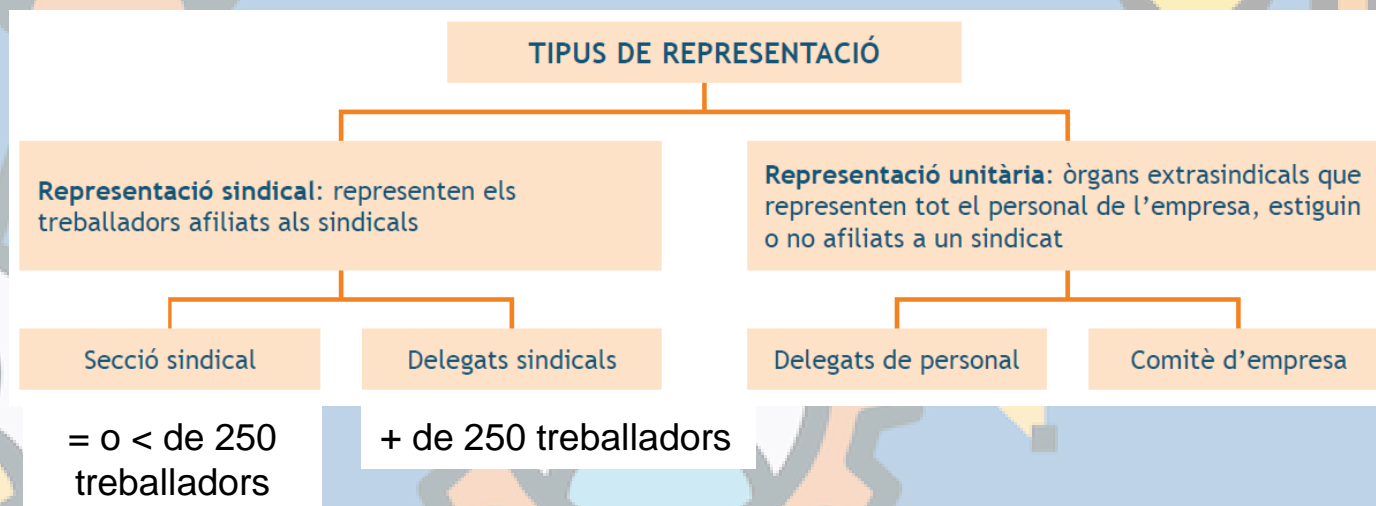 TIPUS DE REPRESENTACIÓ
Representació sindical: representen els
treballadors afiliats als sindicals
Representació unitària: òrgans extrasindicals que
representen tot el personal de l'empresa, estiguin
o no afiliats a un sindicat
Secció sindical
Delegats sindicals
Delegats de personal
Comitè d'empresa
= o < de 250
treballadors
+ de 250 treballadors